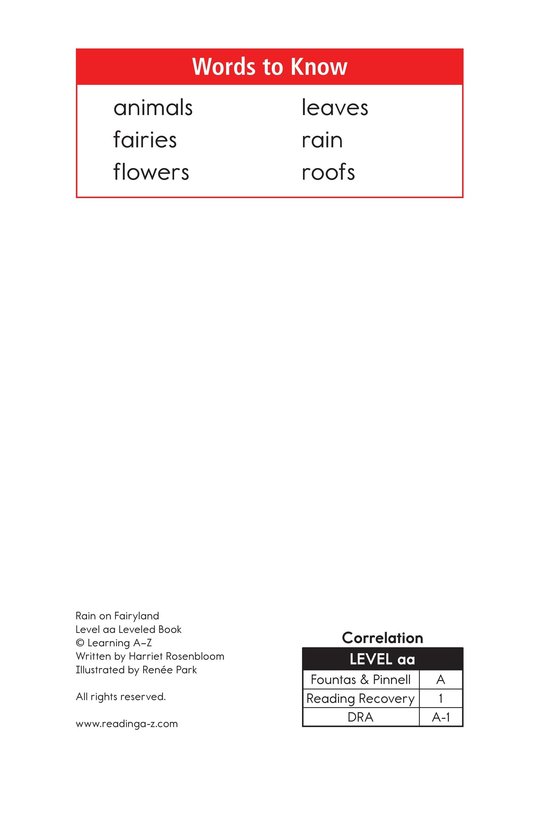 Words to Know
animals leaves
fairies rain
flowers roofs
Rain on Fairyland
Level aa Leveled Book
© Learning A–Z
Written by Harriet Rosenbloom
Illustrated by Renée Park
All rights reserved.
www.readinga-z.com
Correlation
LEVEL aa
Fountas & Pinnell A
Reading Recovery 1
DRA A-1